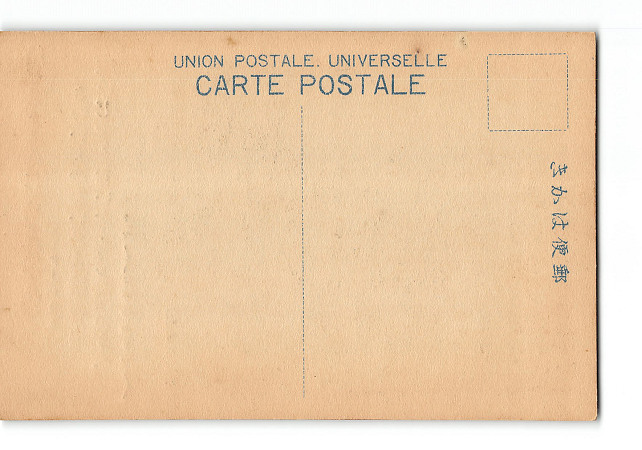 UNION POSTALE. UNIVERSELLE
CARTE POSTALE
郵便はかき